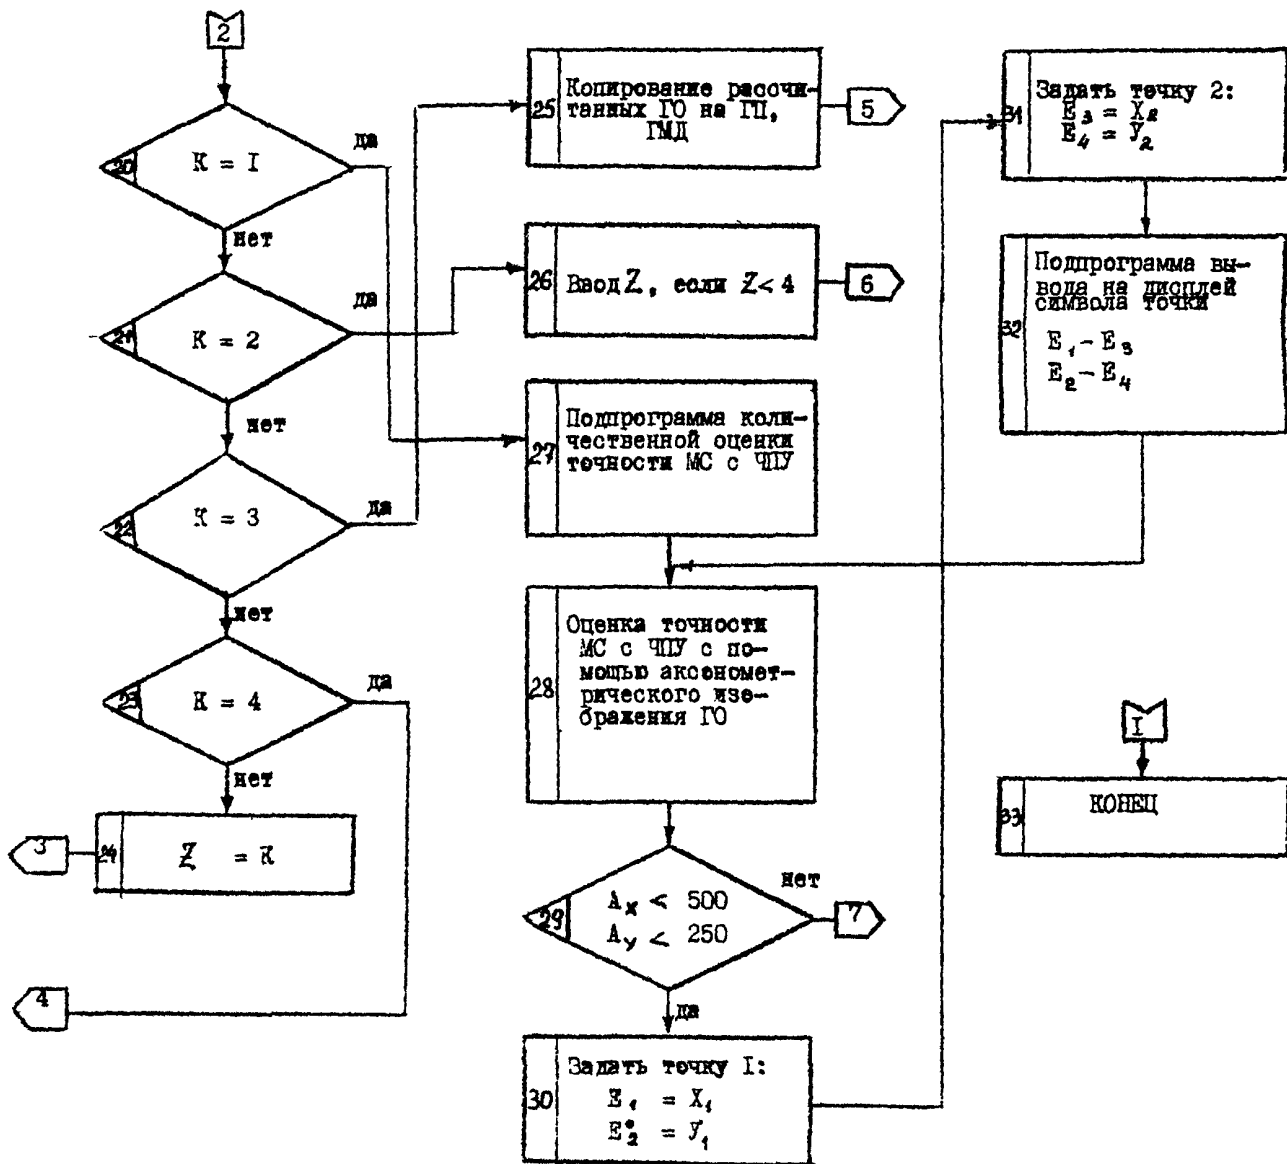 2
20
K = I
да
нет
21
K = 2
да
нет
22
K = 3
да
нет
23
K = 4
да
нет
3
24
Z = K
4
25
Копирование рассчи-
танных ГО на ГП,
ГМД
5
26
Ввод Z, если Z < 4
6
27
Подпрограмма коли-
чественной оценки
точности МС с ЧПУ
28
Оценка точности
МС с ЧПУ с по-
мощью аксономет-
рического изо-
бражения ГО
29
Aₓ < 500
Aᵧ < 250
нет
7
да
30
Задать точку I:
E₁ = X₁
E₂ = У₁
31
Задать точку 2:
E₃ = X₂
E₄ = У₂
32
Подпрограмма вы-
вода на дисплей
символа точки
E₁ – E₃
E₂ – E₄
I
33
КОНЕЦ